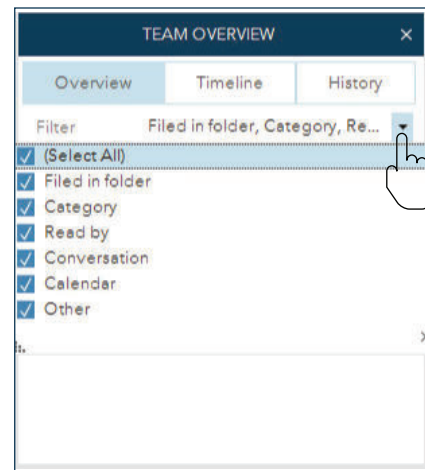 TEAM OVERVIEW
Overview Timeline History
Filter Filed in folder, Category, Re...
(Select All)
Filed in folder
Category
Read by
Conversation
Calendar
Other